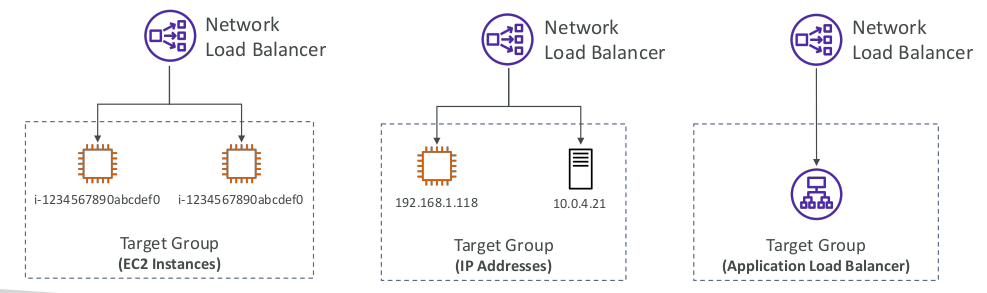 Network
Load Balancer
i-1234567890abcdef0
i-1234567890abcdef0
Target Group
(EC2 Instances)
Network
Load Balancer
192.168.1.118
10.0.4.21
Target Group
(IP Addresses)
Network
Load Balancer
Target Group
(Application Load Balancer)